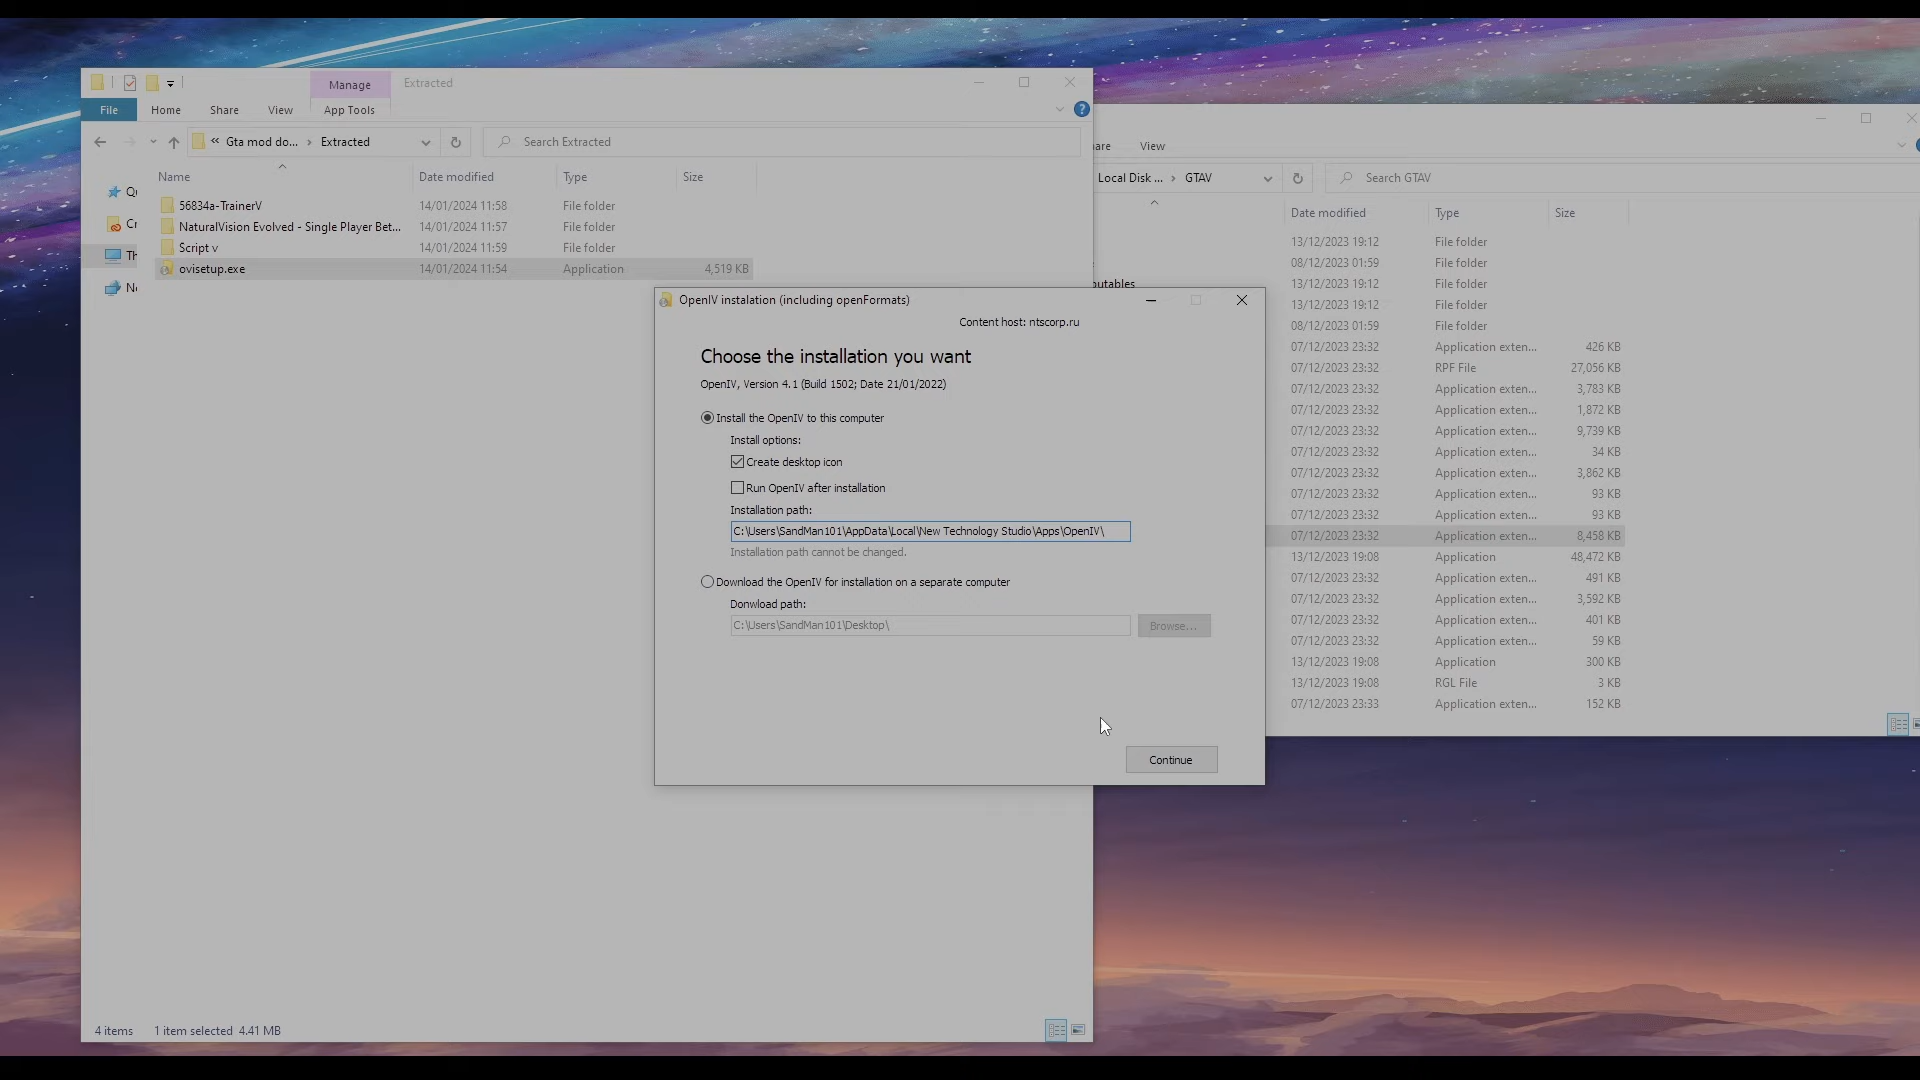 Manage
Extracted
File
Home
Share
View
App Tools
« Gta mod do... › Extracted
Search Extracted
Name
Date modified
Type
Size
56834a-TrainerV
14/01/2024 11:58
File folder
NaturalVision Evolved - Single Player Bet...
14/01/2024 11:57
File folder
Script v
14/01/2024 11:59
File folder
ovisetup.exe
14/01/2024 11:54
Application
4,519 KB
4 items
1 item selected 4.41 MB
OpenIV instalation (including openFormats)
Content host: ntscorp.ru
Choose the installation you want
OpenIV, Version 4.1 (Build 1502; Date 21/01/2022)
Install the OpenIV to this computer
Install options:
Create desktop icon
Run OpenIV after installation
Installation path:
C:\Users\SandMan101\AppData\Local\New Technology Studio\Apps\OpenIV\
Installation path cannot be changed.
Download the OpenIV for installation on a separate computer
Donwload path:
C:\Users\SandMan101\Desktop\
Browse...
Continue
View
Local Disk ... › GTAV
Search GTAV
Date modified
Type
Size
13/12/2023 19:12
File folder
08/12/2023 01:59
File folder
13/12/2023 19:12
File folder
13/12/2023 19:12
File folder
08/12/2023 01:59
File folder
07/12/2023 23:32
Application exten...
426 KB
07/12/2023 23:32
RPF File
27,056 KB
07/12/2023 23:32
Application exten...
3,783 KB
07/12/2023 23:32
Application exten...
1,872 KB
07/12/2023 23:32
Application exten...
9,739 KB
07/12/2023 23:32
Application exten...
34 KB
07/12/2023 23:32
Application exten...
3,862 KB
07/12/2023 23:32
Application exten...
93 KB
07/12/2023 23:32
Application exten...
93 KB
07/12/2023 23:32
Application exten...
8,458 KB
13/12/2023 19:08
Application
48,472 KB
07/12/2023 23:32
Application exten...
491 KB
07/12/2023 23:32
Application exten...
3,592 KB
07/12/2023 23:32
Application exten...
401 KB
07/12/2023 23:32
Application exten...
59 KB
13/12/2023 19:08
Application
300 KB
13/12/2023 19:08
RGL File
3 KB
07/12/2023 23:33
Application exten...
152 KB